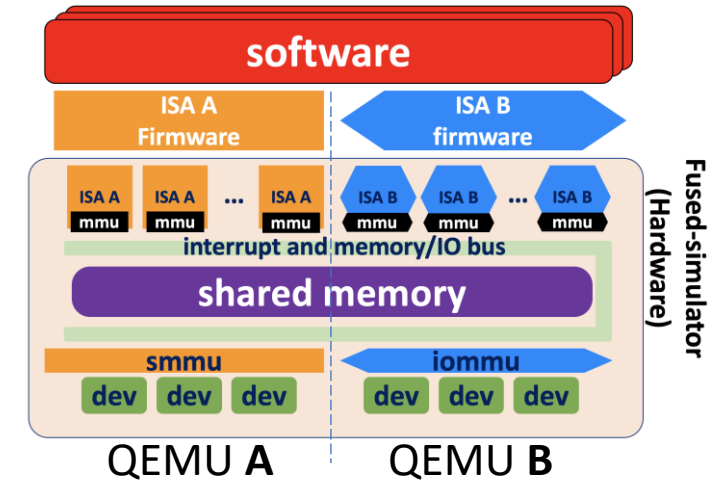 software
ISA A
Firmware
ISA B
firmware
ISA A
ISA A
...
ISA A
ISA B
ISA B
...
ISA B
mmu
mmu
mmu
mmu
mmu
mmu
interrupt and memory/IO bus
shared memory
smmu
iommu
dev
dev
dev
dev
dev
dev
QEMU A
QEMU B
Fused-simulator
(Hardware)